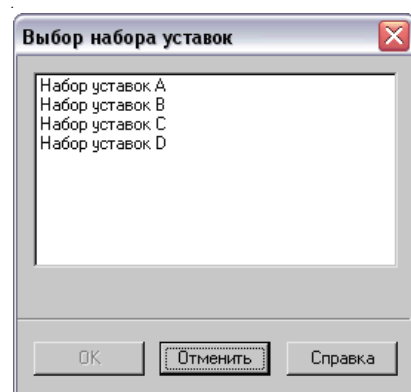 Выбор набора уставок
Набор уставок A
Набор уставок B
Набор уставок C
Набор уставок D
OK
Отменить
Справка